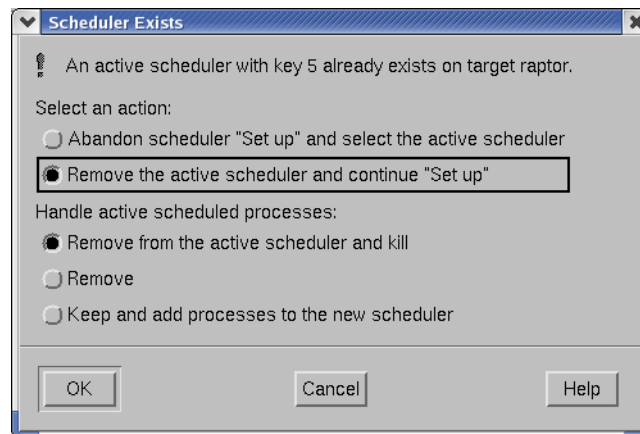 Scheduler Exists
An active scheduler with key 5 already exists on target raptor.
Select an action:
Abandon scheduler "Set up" and select the active scheduler
Remove the active scheduler and continue "Set up"
Handle active scheduled processes:
Remove from the active scheduler and kill
Remove
Keep and add processes to the new scheduler
OK Cancel Help